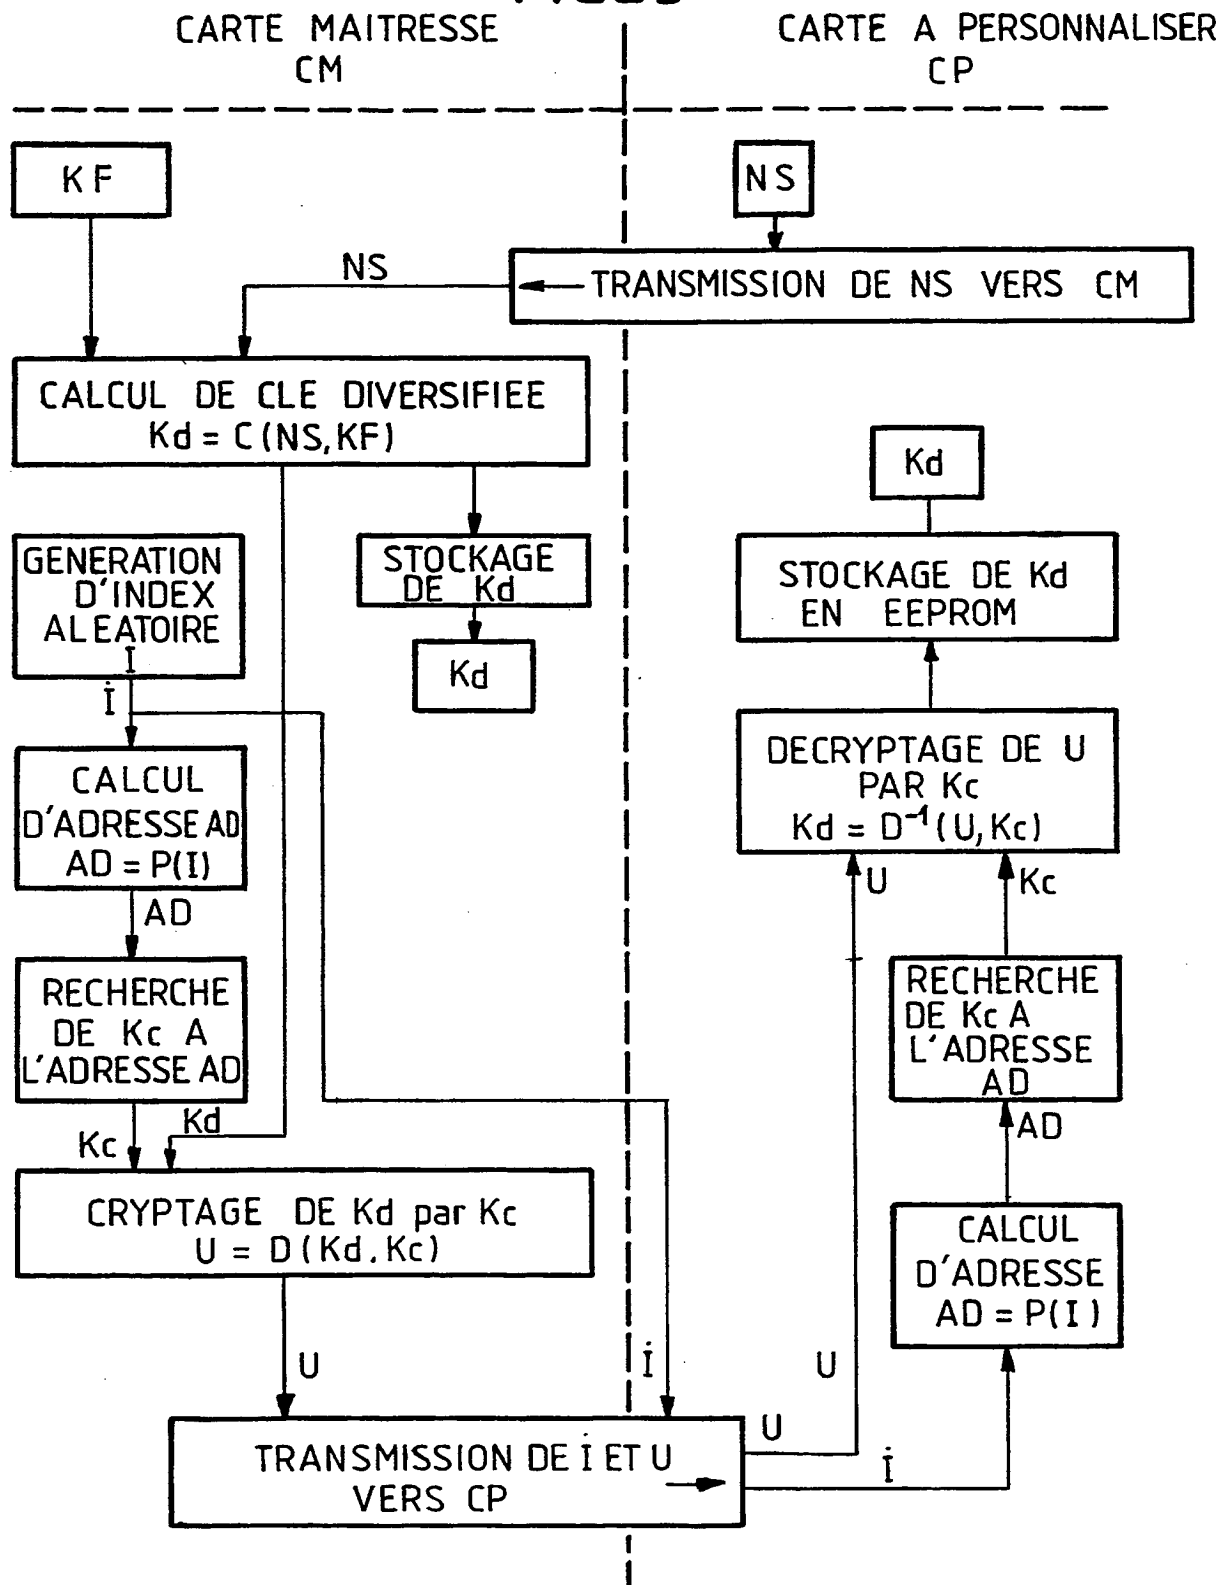 CARTE MAITRESSE
CM
CARTE A PERSONNALISER
CP
KF
NS
NS
TRANSMISSION DE NS VERS CM
CALCUL DE CLE DIVERSIFIEE
Kd = C(NS,KF)
Kd
GENERATION
D'INDEX
ALEATOIRE
I
STOCKAGE
DE Kd
STOCKAGE DE Kd
EN EEPROM
İ
Kd
CALCUL
D'ADRESSE AD
AD = P(I)
DECRYPTAGE DE U
PAR Kc
Kd = D⁻¹(U,Kc)
U
Kc
AD
RECHERCHE
DE Kc A
L'ADRESSE AD
RECHERCHE
DE Kc A
L'ADRESSE
AD
Kc
Kd
AD
CRYPTAGE DE Kd par Kc
U = D(Kd,Kc)
CALCUL
D'ADRESSE
AD = P(I)
U
İ
U
U
İ
TRANSMISSION DE İ ET U
VERS CP